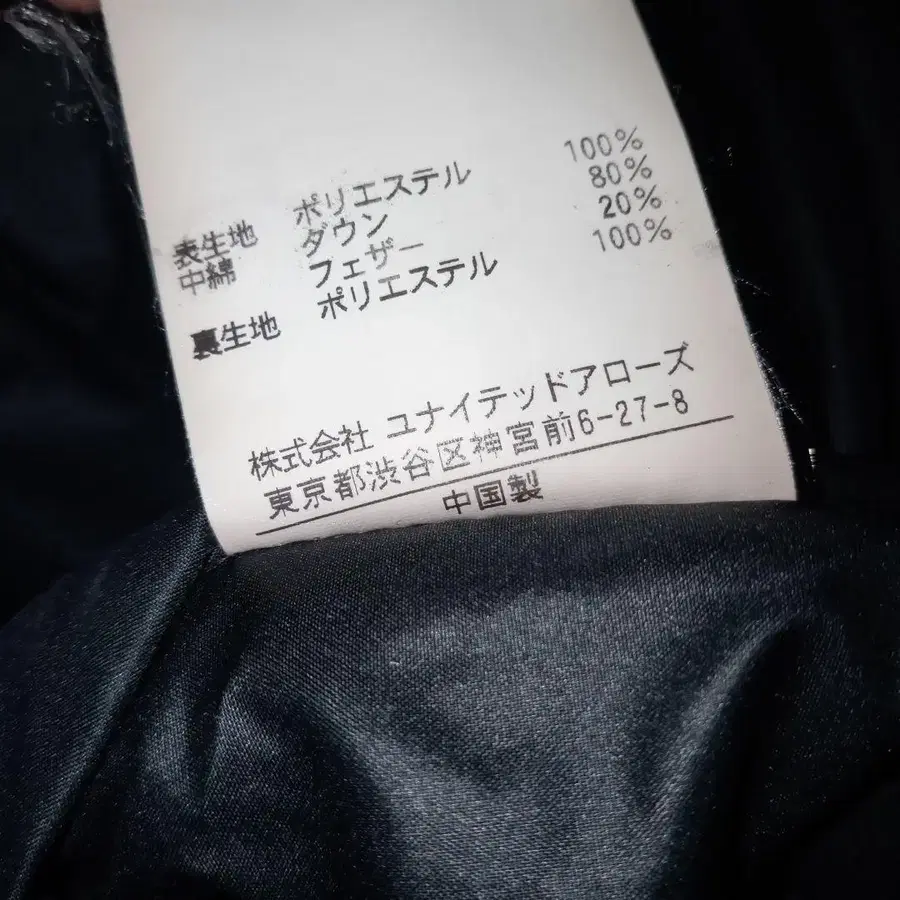 表生地 ポリエステル 100%
中綿 ダウン 80%
フェザー 20%
裏生地 ポリエステル 100%
株式会社 ユナイテッドアローズ
東京都渋谷区神宮前6-27-8
中国製